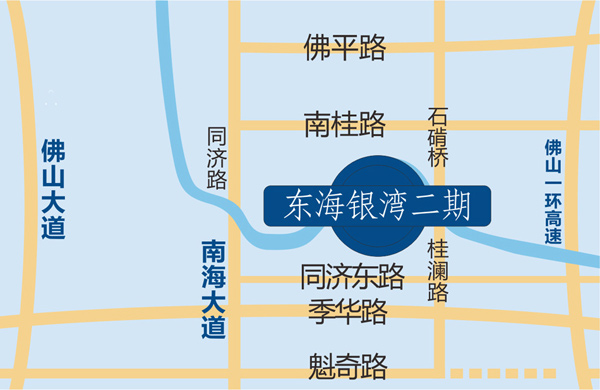 佛平路
南桂路
石䃮桥
同济路
佛山大道
佛山一环高速
东海银湾二期
南海大道
桂澜路
同济东路
季华路
魁奇路